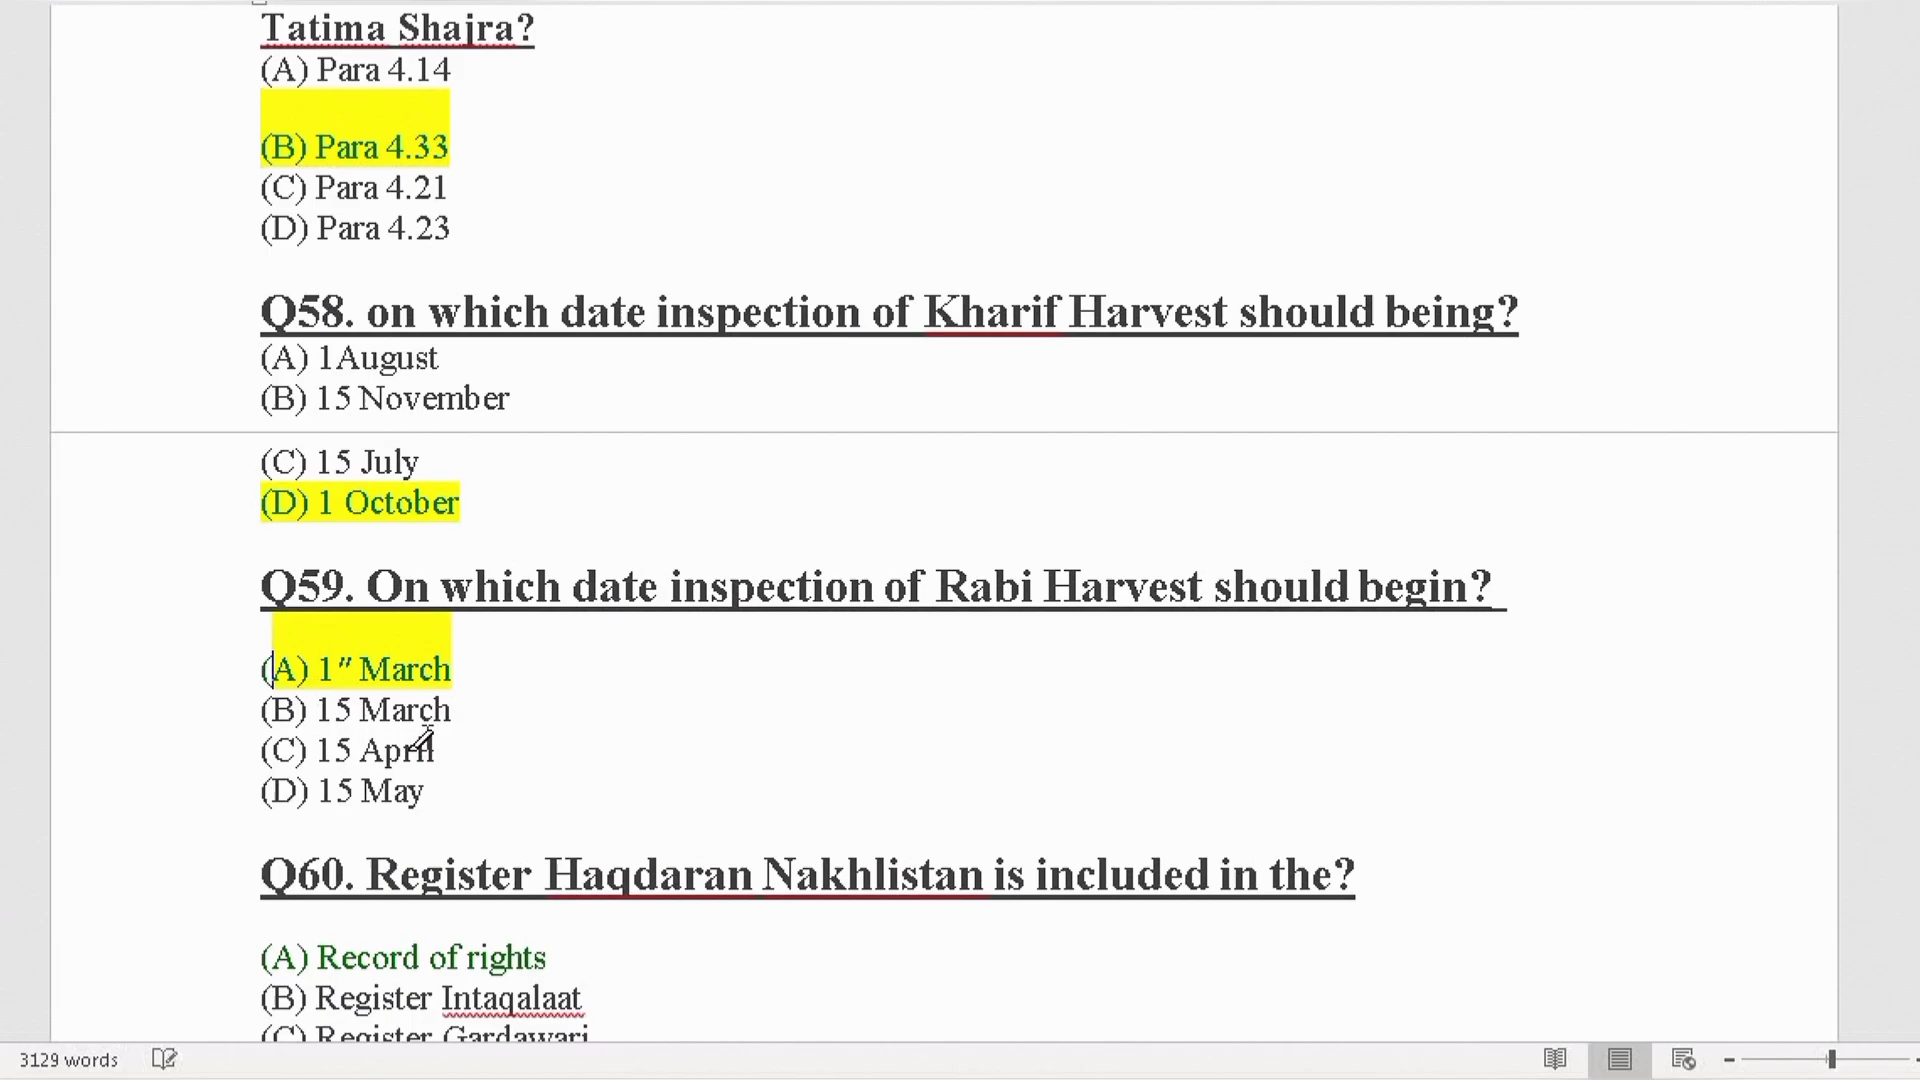 Tatima Shajra?
(A) Para 4.14
(B) Para 4.33
(C) Para 4.21
(D) Para 4.23
Q58. on which date inspection of Kharif Harvest should being?
(A) 1August
(B) 15 November
(C) 15 July
(D) 1 October
Q59. On which date inspection of Rabi Harvest should begin?
(A) 1″ March
(B) 15 March
(C) 15 April
(D) 15 May
Q60. Register Haqdaran Nakhlistan is included in the?
(A) Record of rights
(B) Register Intaqalaat
(C) Register Gardawari
3129 words